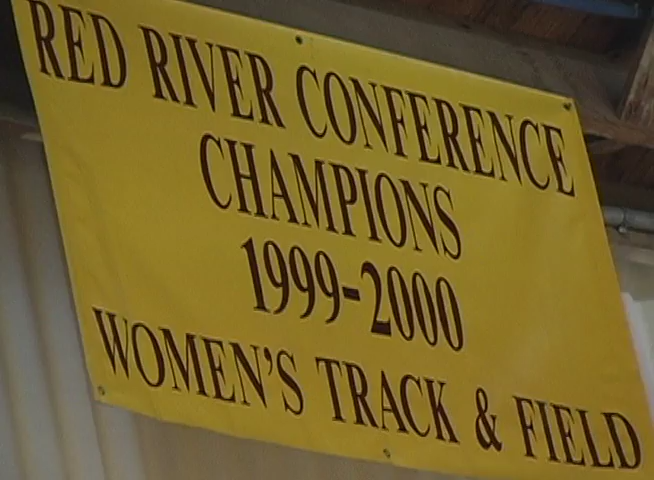 RED RIVER CONFERENCE
CHAMPIONS
1999-2000
WOMEN'S TRACK & FIELD